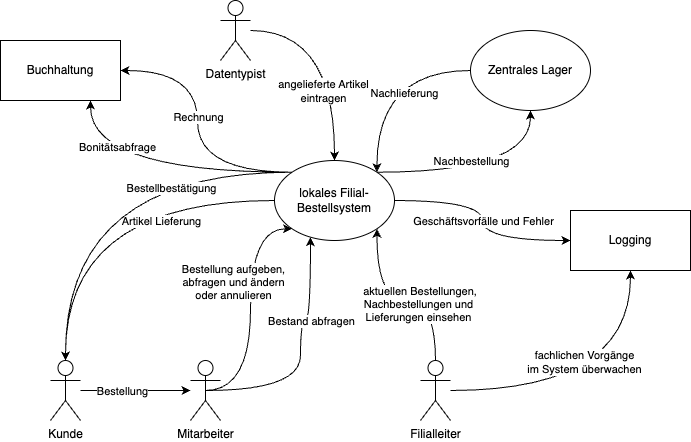 Datentypist
Buchhaltung
Zentrales Lager
angelieferte Artikel
eintragen
Nachlieferung
Rechnung
Bonitätsabfrage
Nachbestellung
Bestellbestätigung
lokales Filial-
Bestellsystem
Artikel Lieferung
Geschäftsvorfälle und Fehler
Logging
Bestellung aufgeben,
abfragen und ändern
oder annulieren
aktuellen Bestellungen,
Nachbestellungen und
Lieferungen einsehen
Bestand abfragen
fachlichen Vorgänge
im System überwachen
Bestellung
Kunde
Mitarbeiter
Filialleiter